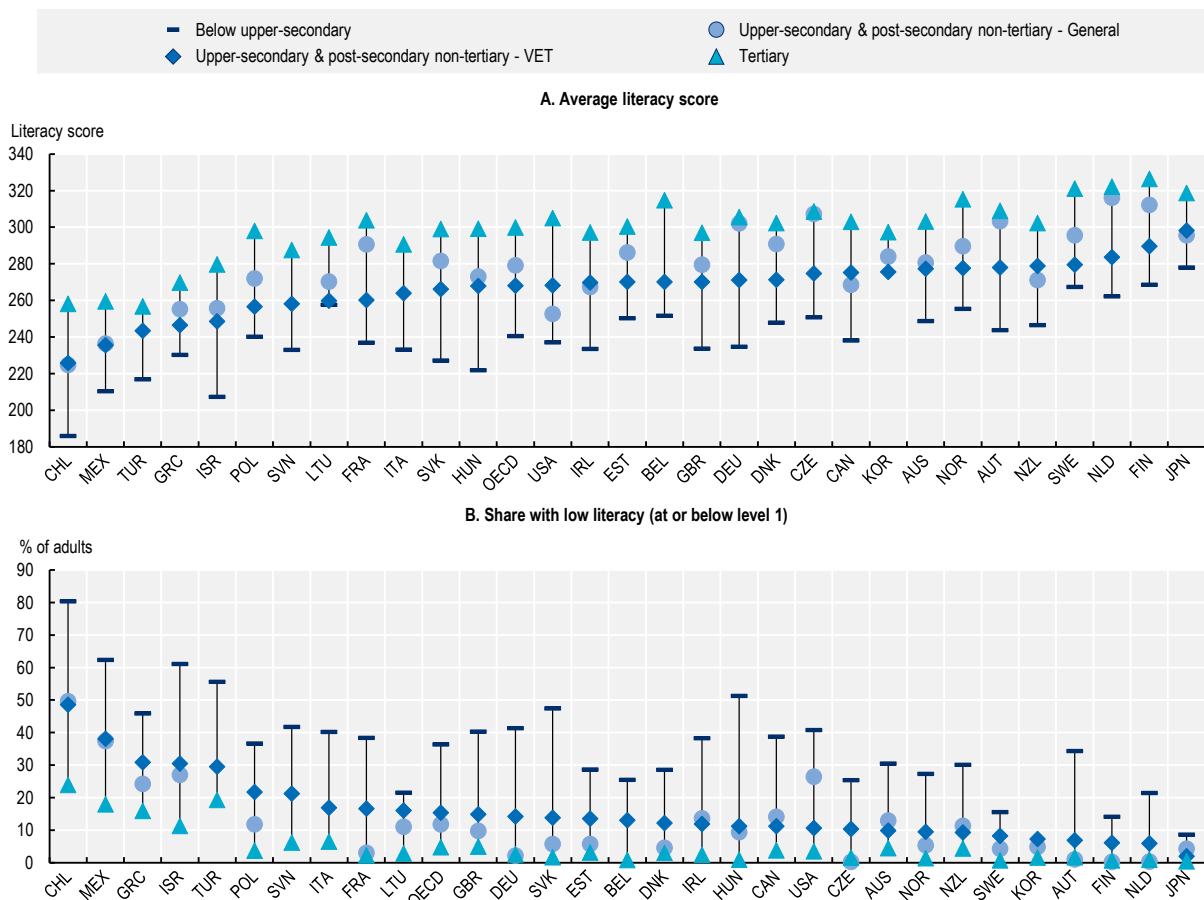 Below upper-secondary
Upper-secondary & post-secondary non-tertiary - General
Upper-secondary & post-secondary non-tertiary - VET
Tertiary
A. Average literacy score
Literacy score
340
320
300
280
260
240
220
200
180
CHL MEX TUR GRC ISR POL SVN LTU FRA ITA SVK HUN OECD USA IRL EST BEL GBR DEU DNK CZE CAN KOR AUS NOR AUT NZL SWE NLD FIN JPN
B. Share with low literacy (at or below level 1)
% of adults
90
80
70
60
50
40
30
20
10
0
CHL MEX GRC ISR TUR POL SVN ITA FRA LTU OECD GBR DEU SVK EST BEL DNK IRL HUN CAN USA CZE AUS NOR NZL SWE KOR AUT FIN NLD JPN